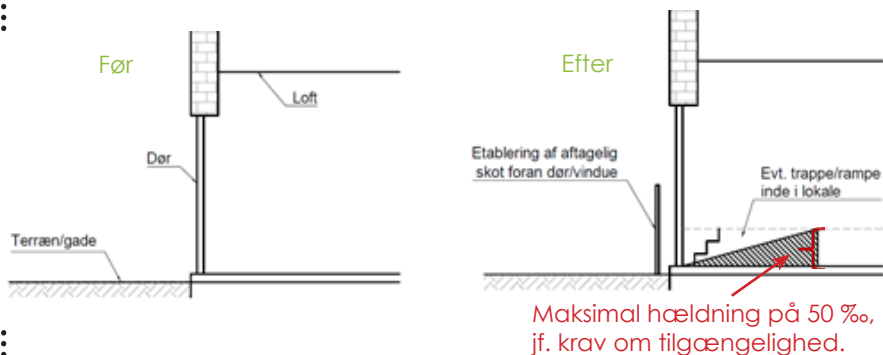 Før
Loft
Dør
Terræn/gade
Efter
Etablering af aftagelig
skot foran dør/vindue
Evt. trappe/rampe
inde i lokale
Maksimal hældning på 50 ‰,
jf. krav om tilgængelighed.